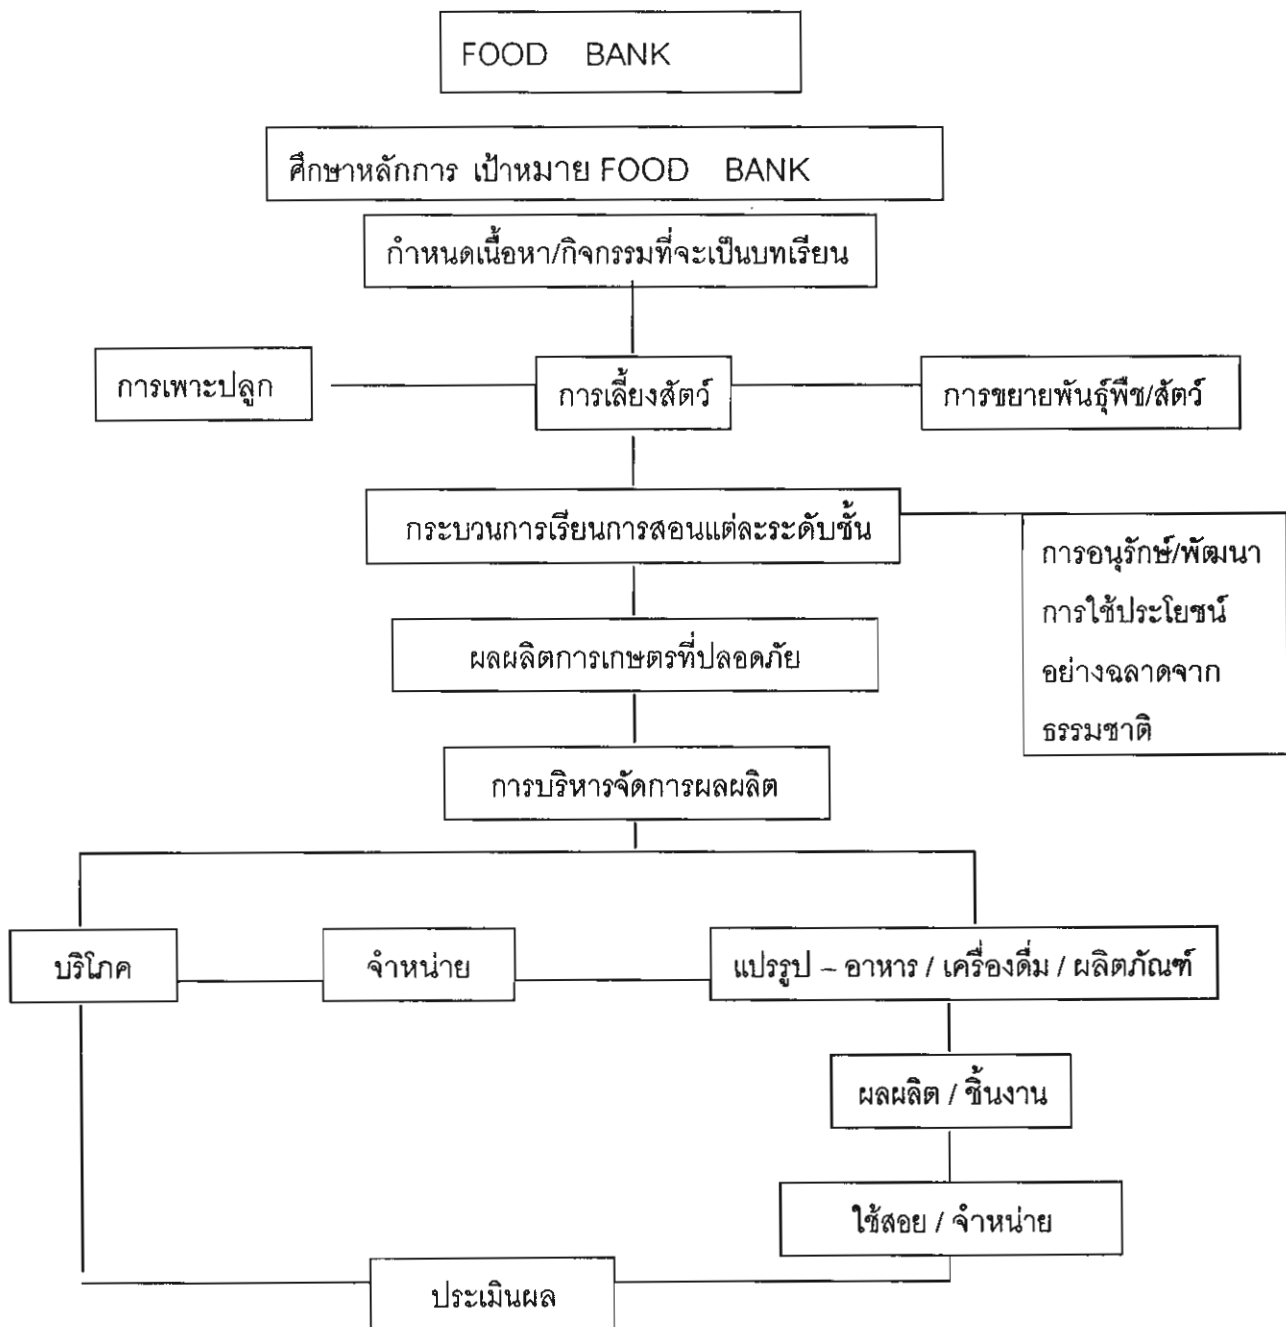 FOOD BANK
ศึกษาหลักการ เป้าหมาย FOOD BANK
กำหนดเนื้อหา/กิจกรรมที่จะเป็นบทเรียน
การเพาะปลูก
การเลี้ยงสัตว์
การขยายพันธุ์พืช/สัตว์
กระบวนการเรียนการสอนแต่ละระดับชั้น
การอนุรักษ์/พัฒนา
การใช้ประโยชน์
อย่างฉลาดจาก
ธรรมชาติ
ผลผลิตการเกษตรที่ปลอดภัย
การบริหารจัดการผลผลิต
บริโภค
จำหน่าย
แปรรูป – อาหาร / เครื่องดื่ม / ผลิตภัณฑ์
ผลผลิต / ชิ้นงาน
ใช้สอย / จำหน่าย
ประเมินผล